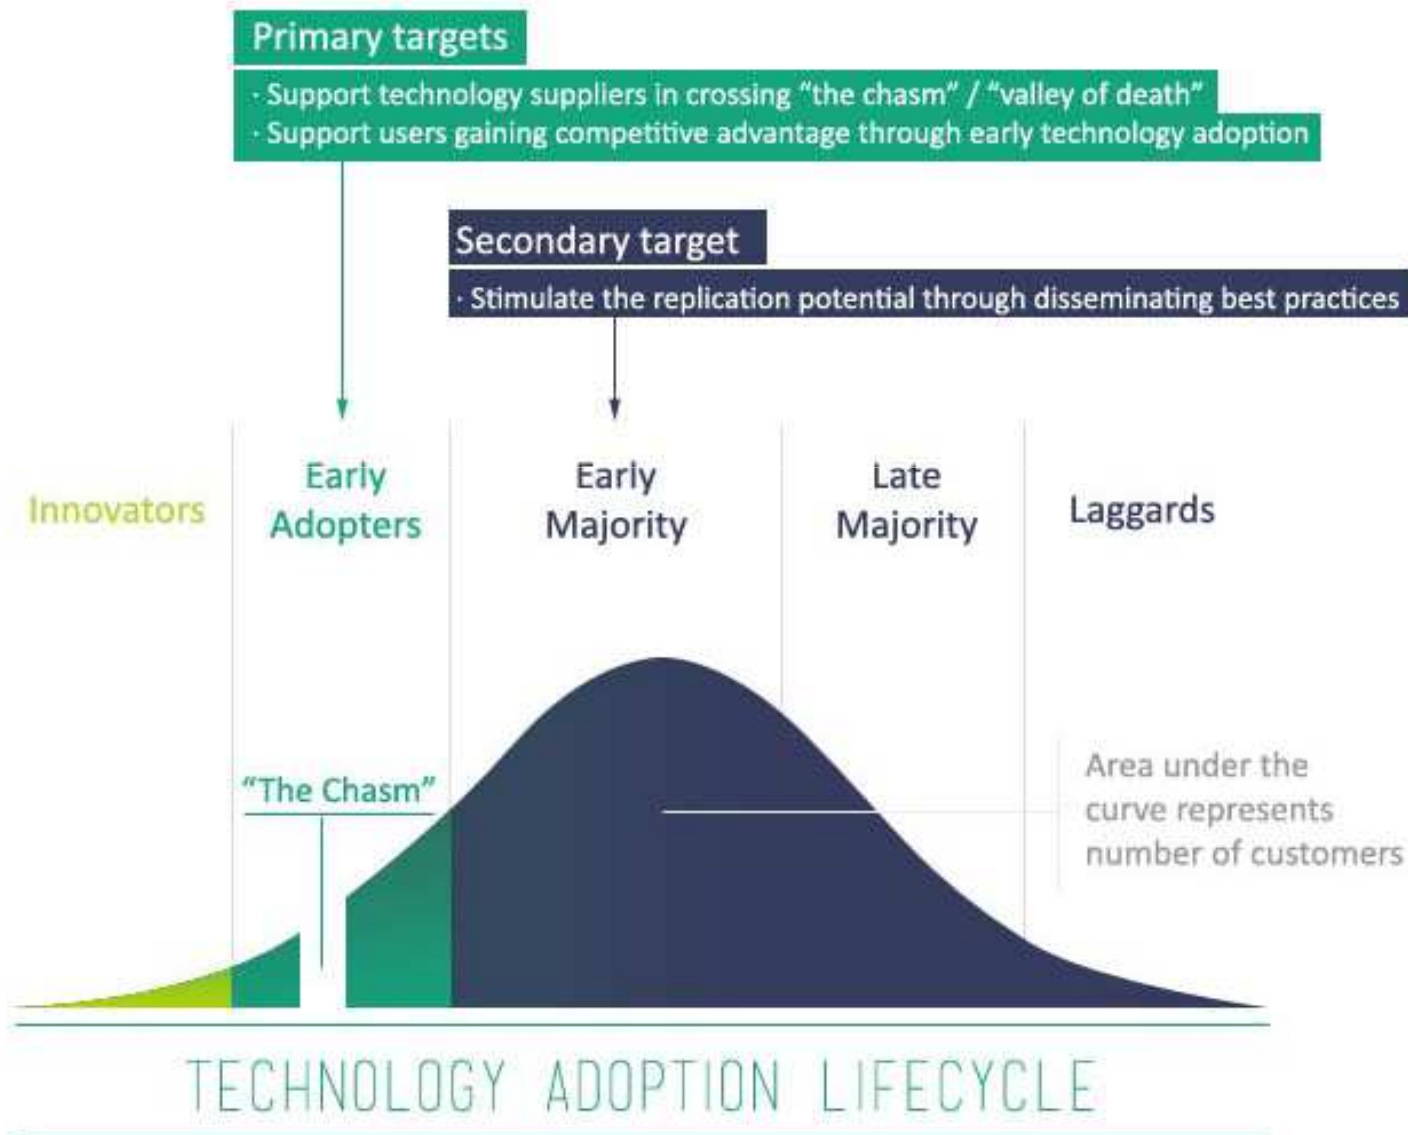 Primary targets
· Support technology suppliers in crossing “the chasm” / “valley of death”
· Support users gaining competitive advantage through early technology adoption
Secondary target
· Stimulate the replication potential through disseminating best practices
Innovators
Early
Adopters
Early
Majority
Late
Majority
Laggards
“The Chasm”
Area under the
curve represents
number of customers
TECHNOLOGY ADOPTION LIFECYCLE